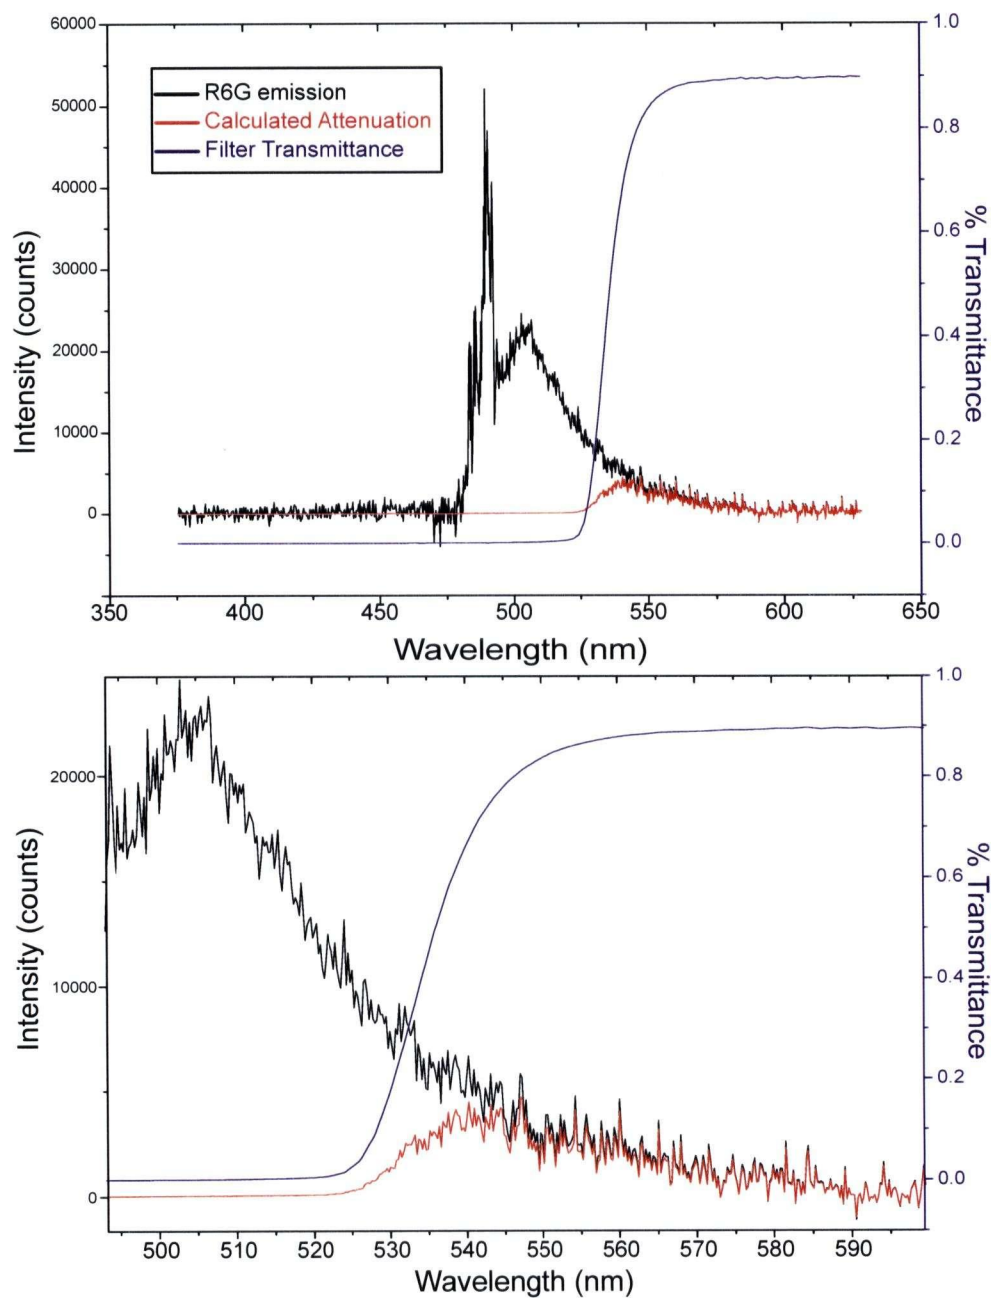 60000
50000
40000
30000
20000
10000
0
Intensity (counts)
R6G emission
Calculated Attenuation
Filter Transmittance
1.0
0.8
0.6
0.4
0.2
0.0
% Transmittance
350 400 450 500 550 600 650
Wavelength (nm)
20000
10000
0
Intensity (counts)
1.0
0.8
0.6
0.4
0.2
0.0
% Transmittance
500 510 520 530 540 550 560 570 580 590
Wavelength (nm)